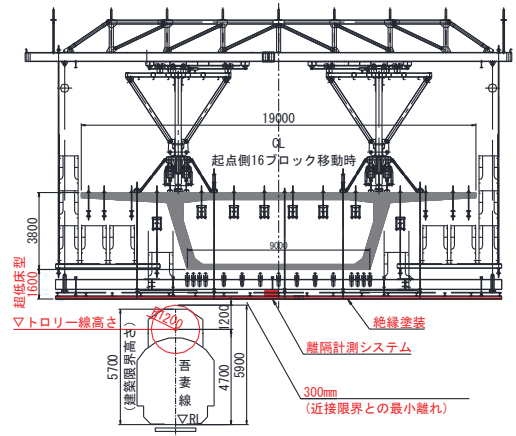 19000
CL
起点側16ブロック移動時
3800
9000
超低床型
1600
▽トロリー線高さ
R1200
1200
絶縁塗装
離隔計測システム
5700
(建築限界高さ)
吾妻線
4700
5900
300mm
(近接限界との最小離れ)
▽RL